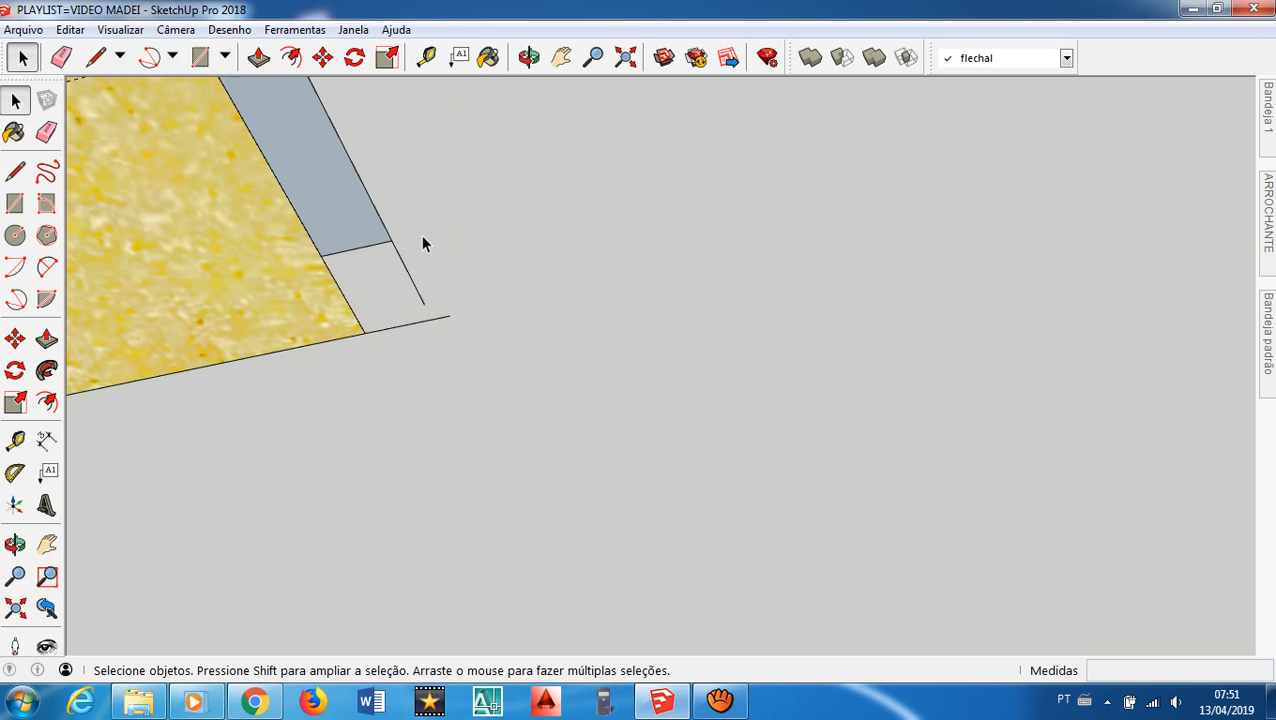 PLAYLIST=VIDEO MADEI - SketchUp Pro 2018
Arquivo Editar Visualizar Câmera Desenho Ferramentas Janela Ajuda
A1
✓ flechal
Bandeja 1
ARROCHANTE
Bandeja padrão
A1
Selecione objetos. Pressione Shift para ampliar a seleção. Arraste o mouse para fazer múltiplas seleções.
Medidas
PT
07:51
13/04/2019